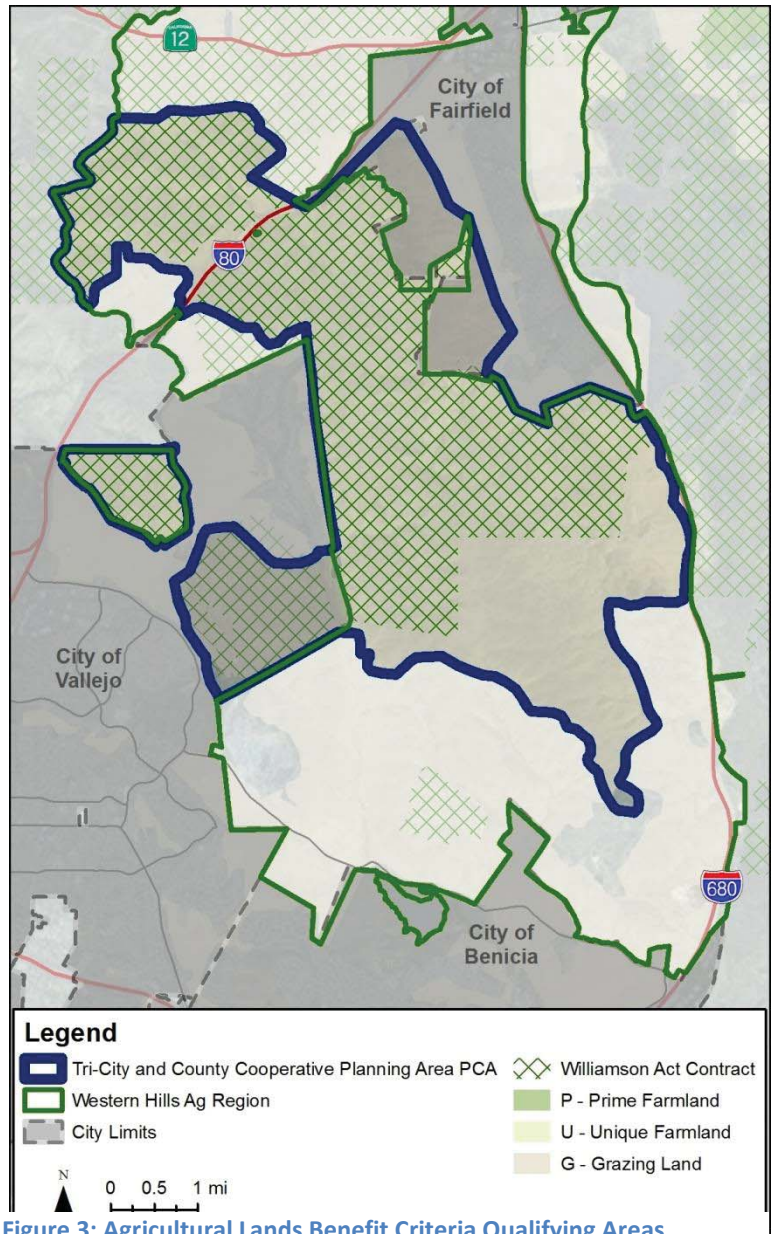 CALIFORNIA
12
City of
Fairfield
80
City of
Vallejo
680
City of
Benicia
Legend
Tri-City and County Cooperative Planning Area PCA
Western Hills Ag Region
City Limits
Williamson Act Contract
P - Prime Farmland
U - Unique Farmland
G - Grazing Land
N
0 0.5 1 mi
Figure 3: Agricultural Lands Benefit Criteria Qualifying Areas